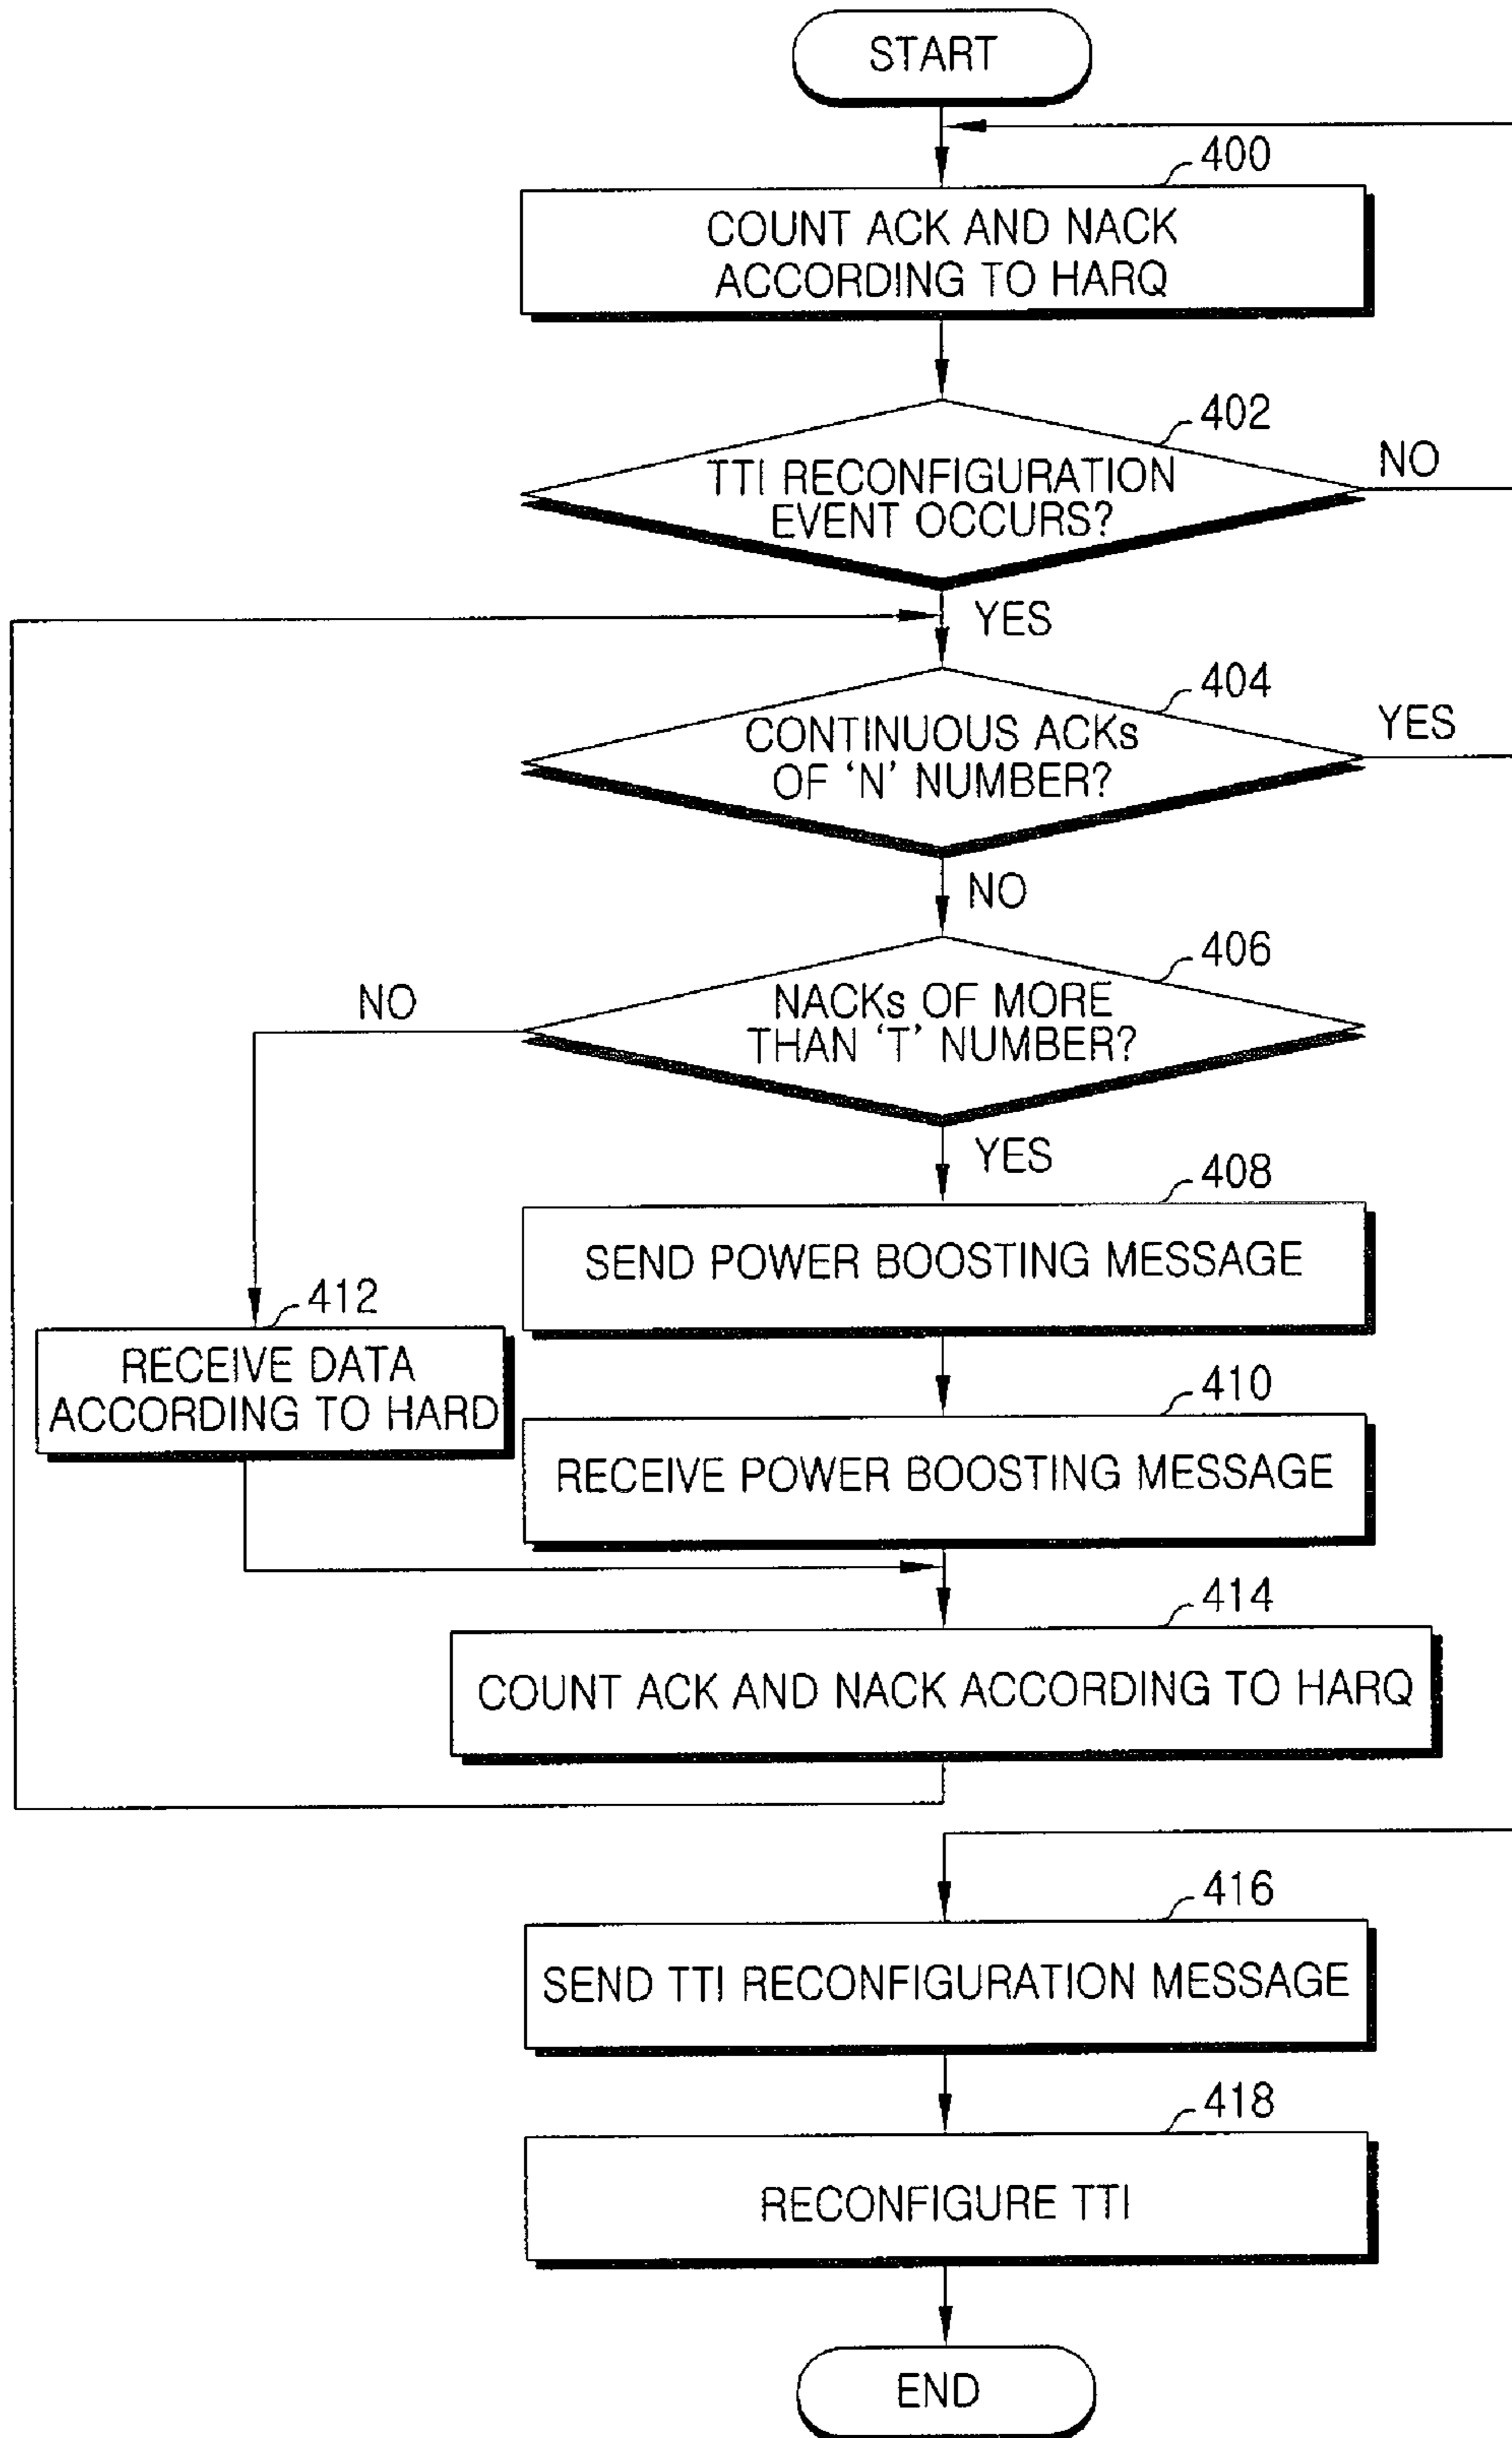 START
400
COUNT ACK AND NACK
ACCORDING TO HARQ
402
TTI RECONFIGURATION
EVENT OCCURS?
NO
YES
404
CONTINUOUS ACKs
OF ‘N’ NUMBER?
YES
NO
406
NACKs OF MORE
THAN ‘T’ NUMBER?
NO
YES
408
SEND POWER BOOSTING MESSAGE
412
RECEIVE DATA
ACCORDING TO HARD
410
RECEIVE POWER BOOSTING MESSAGE
414
COUNT ACK AND NACK ACCORDING TO HARQ
416
SEND TTI RECONFIGURATION MESSAGE
418
RECONFIGURE TTI
END